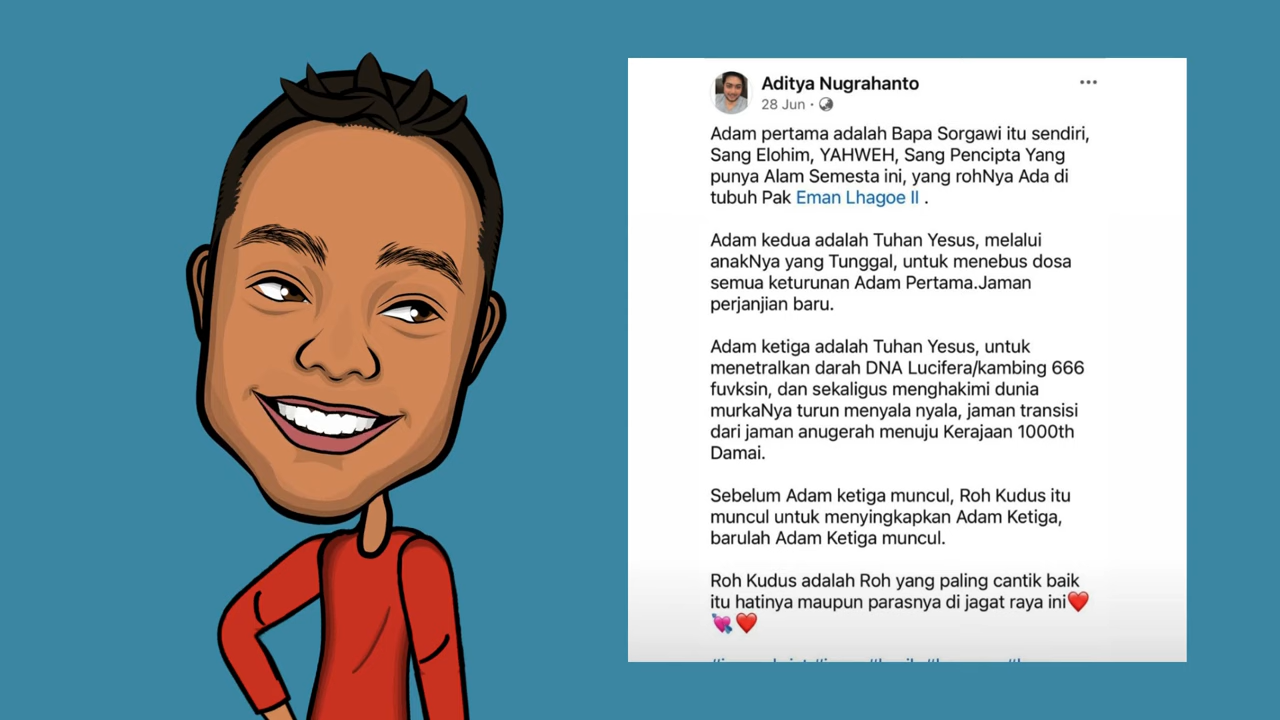 Aditya Nugrahanto
28 Jun
Adam pertama adalah Bapa Sorgawi itu sendiri,
Sang Elohim, YAHWEH, Sang Pencipta Yang
punya Alam Semesta ini, yang rohNya Ada di
tubuh Pak Eman Lhagoe II .
Adam kedua adalah Tuhan Yesus, melalui
anakNya yang Tunggal, untuk menebus dosa
semua keturunan Adam Pertama.Jaman
perjanjian baru.
Adam ketiga adalah Tuhan Yesus, untuk
menetralkan darah DNA Lucifera/kambing 666
fuvksin, dan sekaligus menghakimi dunia
murkaNya turun menyala nyala, jaman transisi
dari jaman anugerah menuju Kerajaan 1000th
Damai.
Sebelum Adam ketiga muncul, Roh Kudus itu
muncul untuk menyingkapkan Adam Ketiga,
barulah Adam Ketiga muncul.
Roh Kudus adalah Roh yang paling cantik baik
itu hatinya maupun parasnya di jagat raya ini❤️
💘❤️